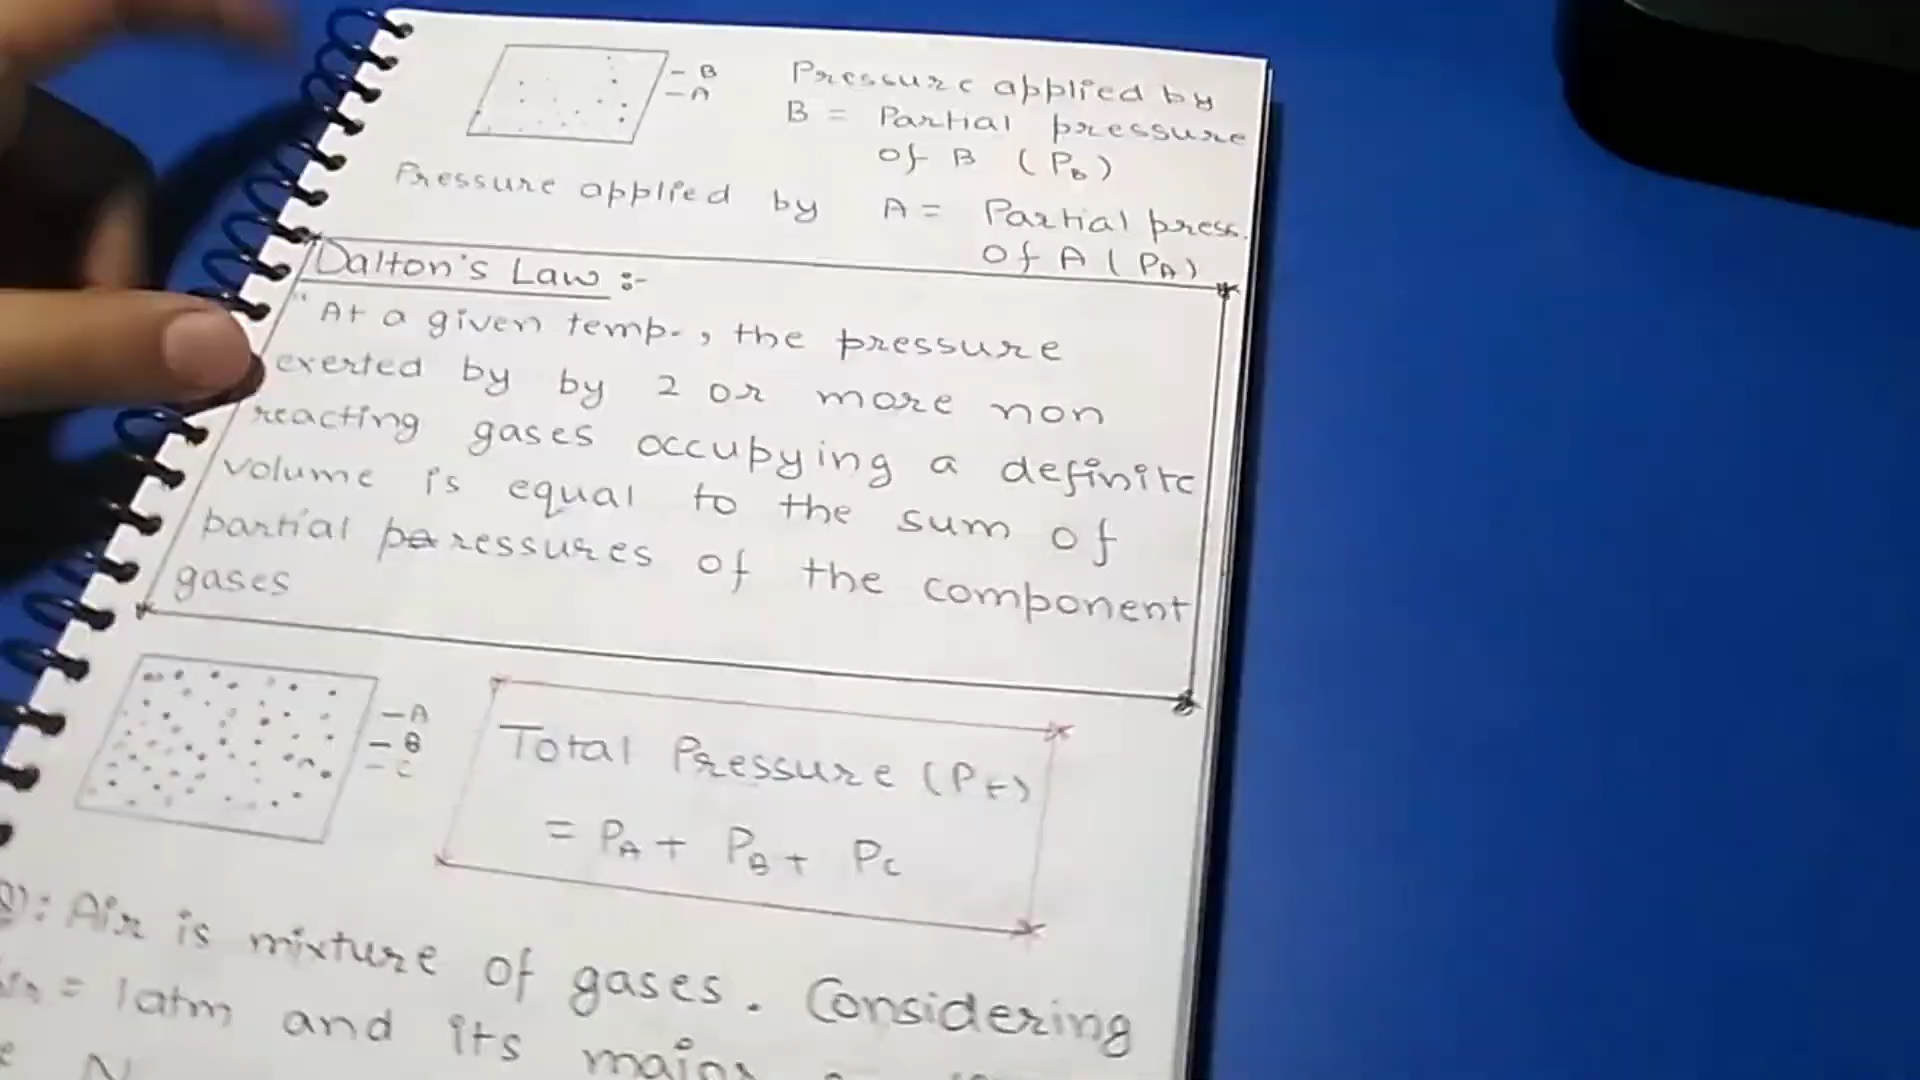 - B
- A
Pressure applied by
B = Partial pressure
of B (PB)
Pressure applied by A = Partial press.
of A (PA)
Dalton's Law :-
"At a given temp., the pressure
exerted by by 2 or more non
reacting gases occupying a definite
volume is equal to the sum of
partial pressures of the component
gases
- A
- B
- C
Total Pressure (Pt)
= PA + PB + PC
Air is mixture of gases. Considering
= 1atm and its